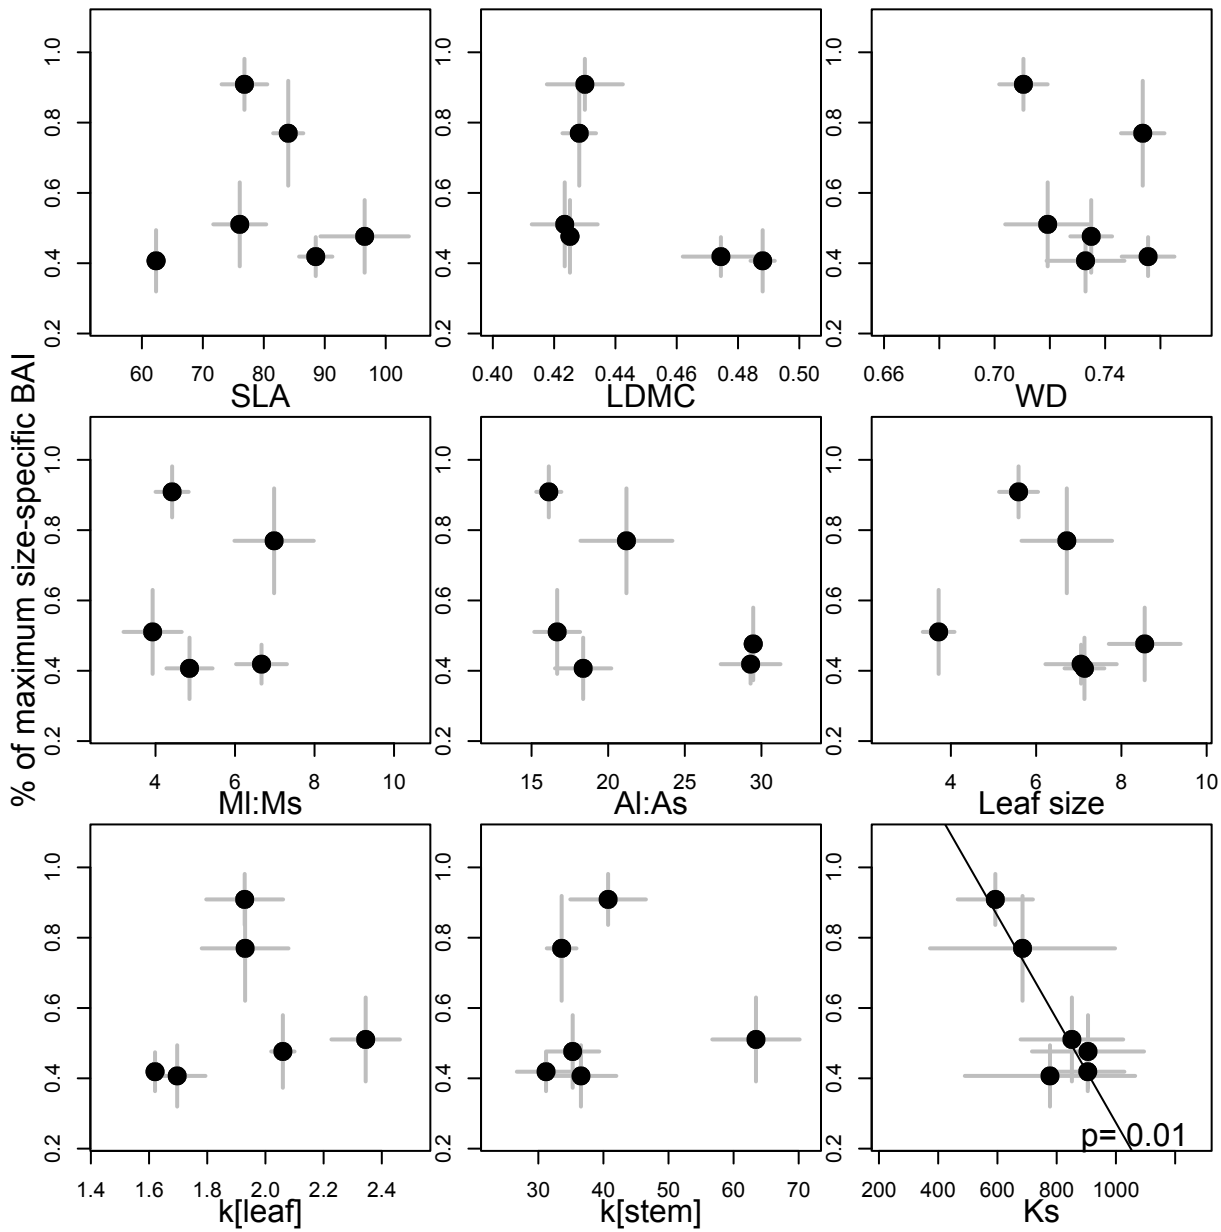 % of maximum size-specific BAI
0.2 0.4 0.6 0.8 1.0
60 70 80 90 100
SLA
0.2 0.4 0.6 0.8 1.0
0.40 0.42 0.44 0.46 0.48 0.50
LDMC
0.2 0.4 0.6 0.8 1.0
0.66 0.70 0.74
WD
0.2 0.4 0.6 0.8 1.0
4 6 8 10
Ml:Ms
0.2 0.4 0.6 0.8 1.0
15 20 25 30
Al:As
0.2 0.4 0.6 0.8 1.0
4 6 8 10
Leaf size
0.2 0.4 0.6 0.8 1.0
1.4 1.6 1.8 2.0 2.2 2.4
k[leaf]
0.2 0.4 0.6 0.8 1.0
30 40 50 60 70
k[stem]
0.2 0.4 0.6 0.8 1.0
p= 0.01
200 400 600 800 1000
Ks